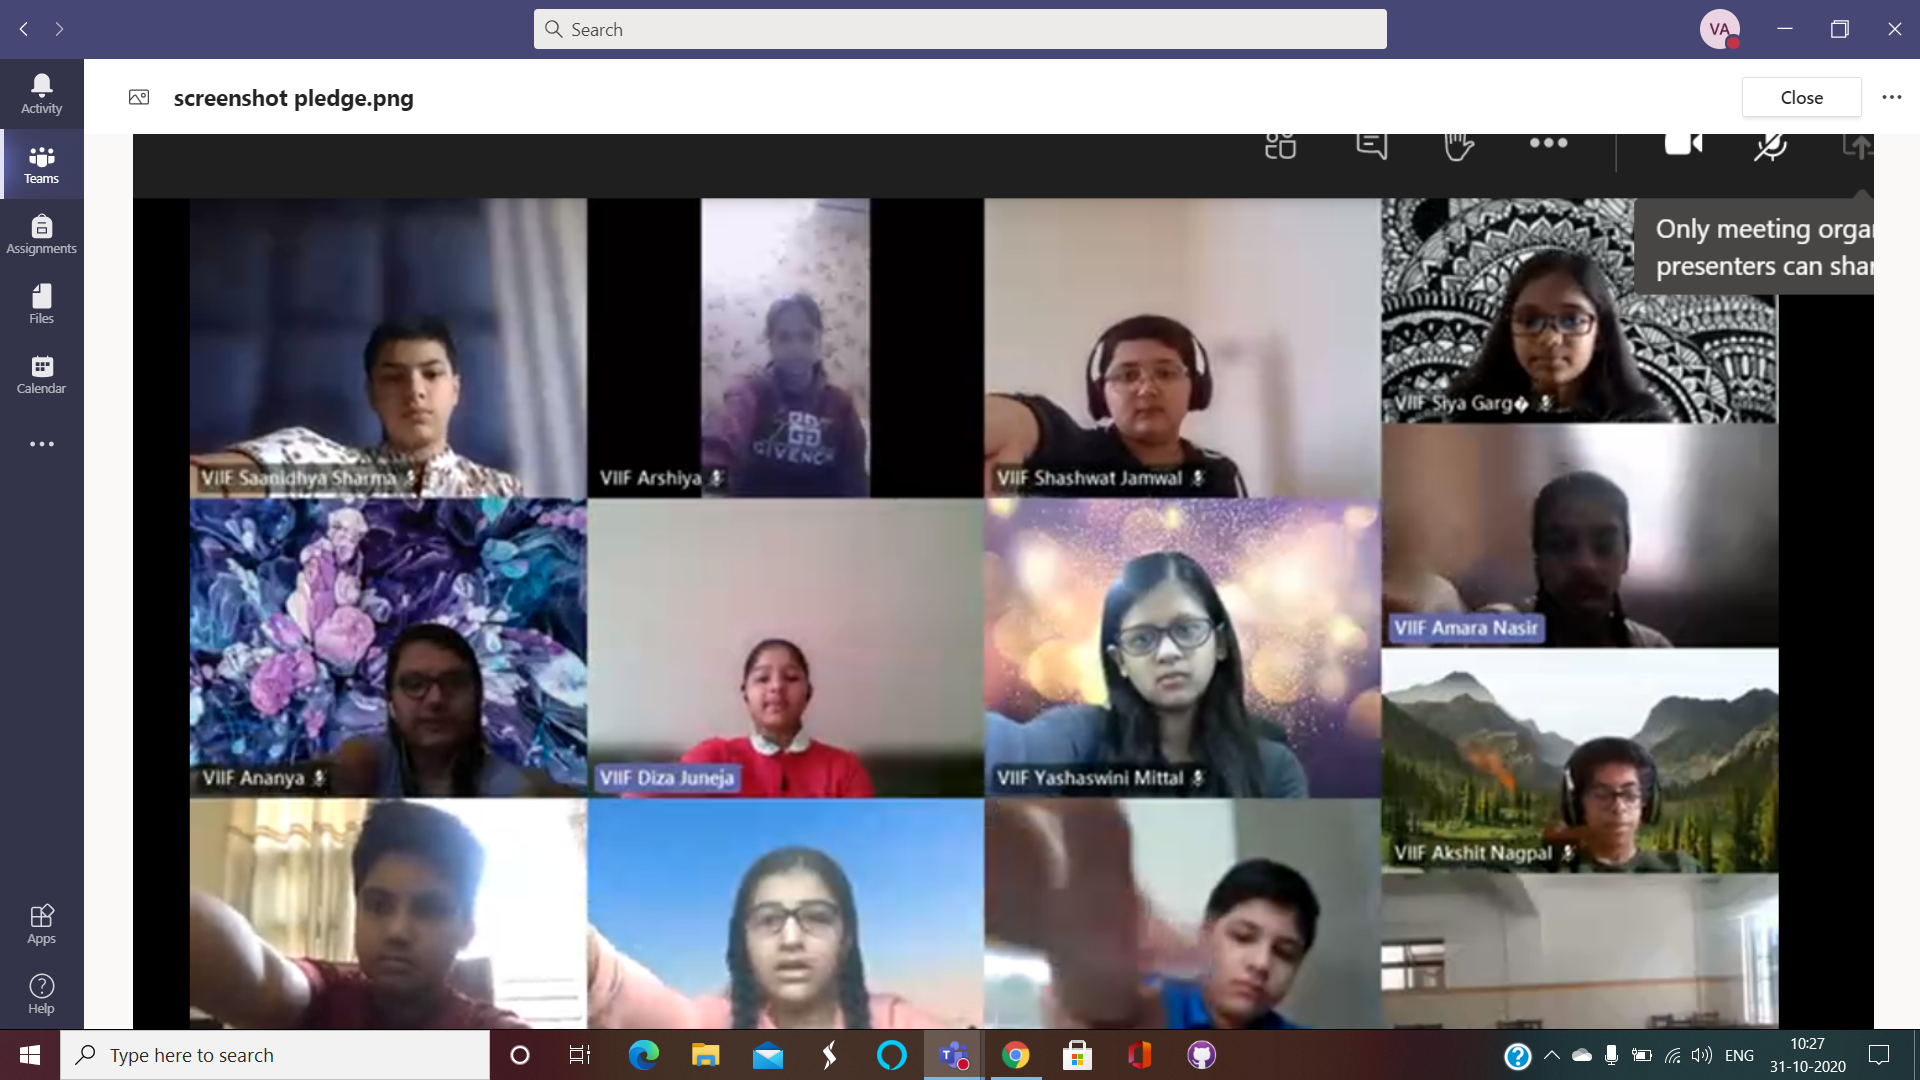 Search
VA
Activity
Teams
Assignments
Files
Calendar
Apps
Help
screenshot pledge.png
Close
Only meeting orga
presenters can sha
VIIF Saanidhya Sharma
VIIF Arshiya
GIVENCH
VIIF Shashwat Jamwal
VIIF Siya Garg�
VIIF Amara Nasir
VIIF Ananya
VIIF Diza Juneja
VIIF Yashaswini Mittal
VIIF Akshit Nagpal
Type here to search
ENG
10:27
31-10-2020